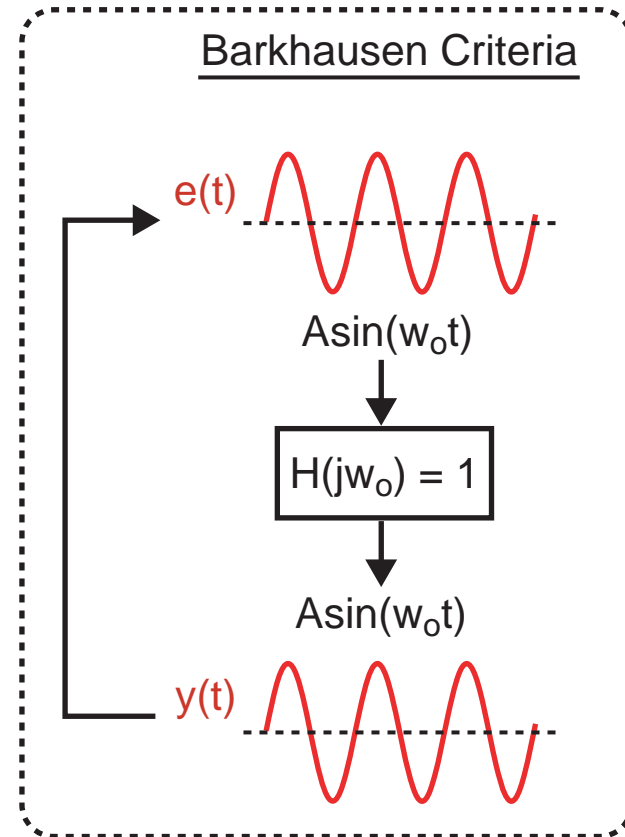 Barkhausen Criteria
e(t)
Asin(wₒt)
H(jwₒ) = 1
Asin(wₒt)
y(t)